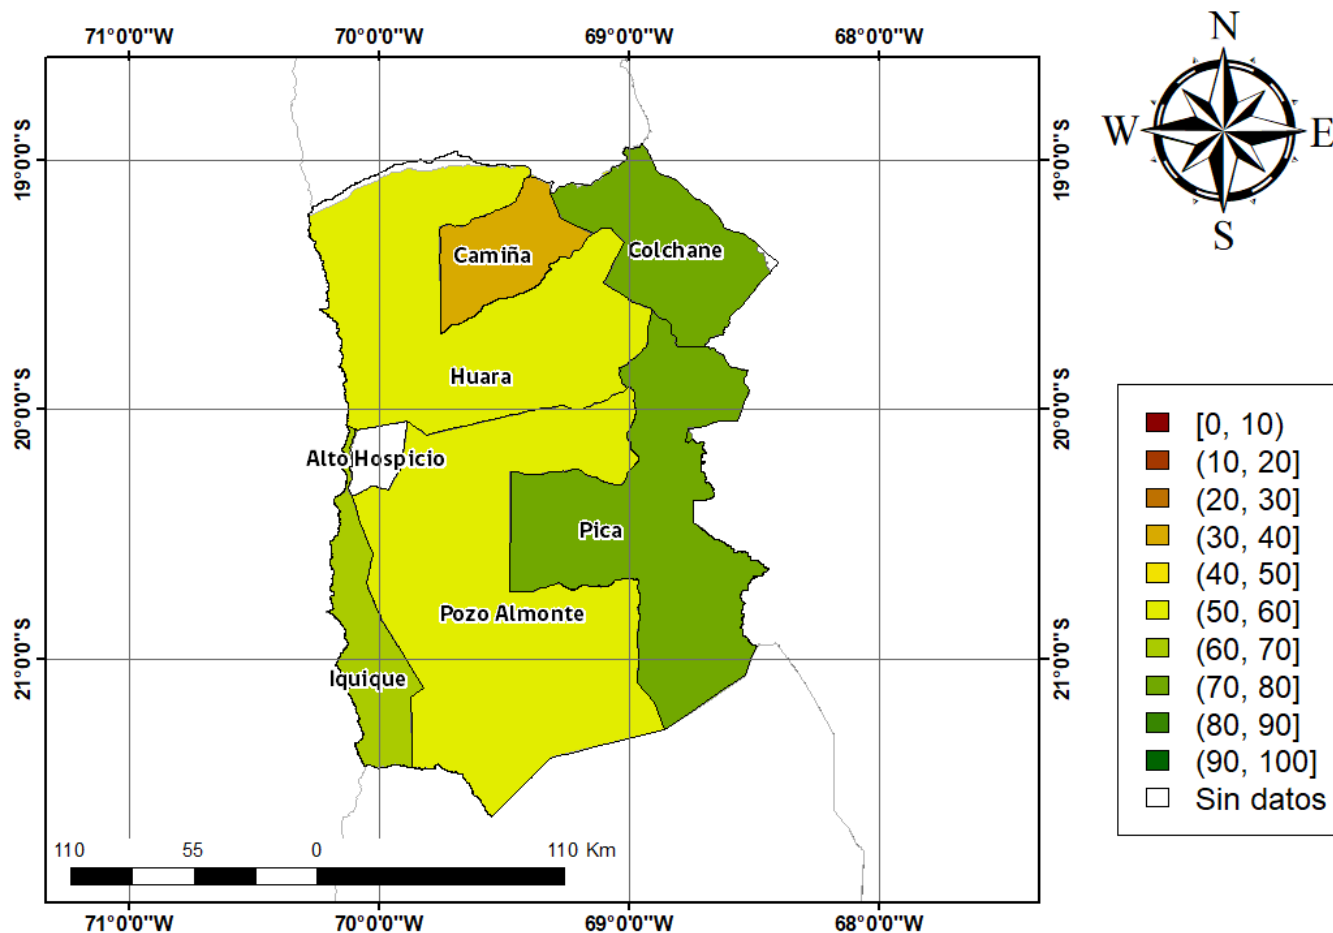 71°0'0"W 70°0'0"W 69°0'0"W 68°0'0"W
N
W E
S
19°0'0"S 19°0'0"S
Camiña Colchane
Huara
20°0'0"S 20°0'0"S
Alto Hospicio
Pica
Pozo Almonte
21°0'0"S 21°0'0"S
Iquique
[0, 10)
(10, 20]
(20, 30]
(30, 40]
(40, 50]
(50, 60]
(60, 70]
(70, 80]
(80, 90]
(90, 100]
Sin datos
110 55 0 110 Km
71°0'0"W 70°0'0"W 69°0'0"W 68°0'0"W